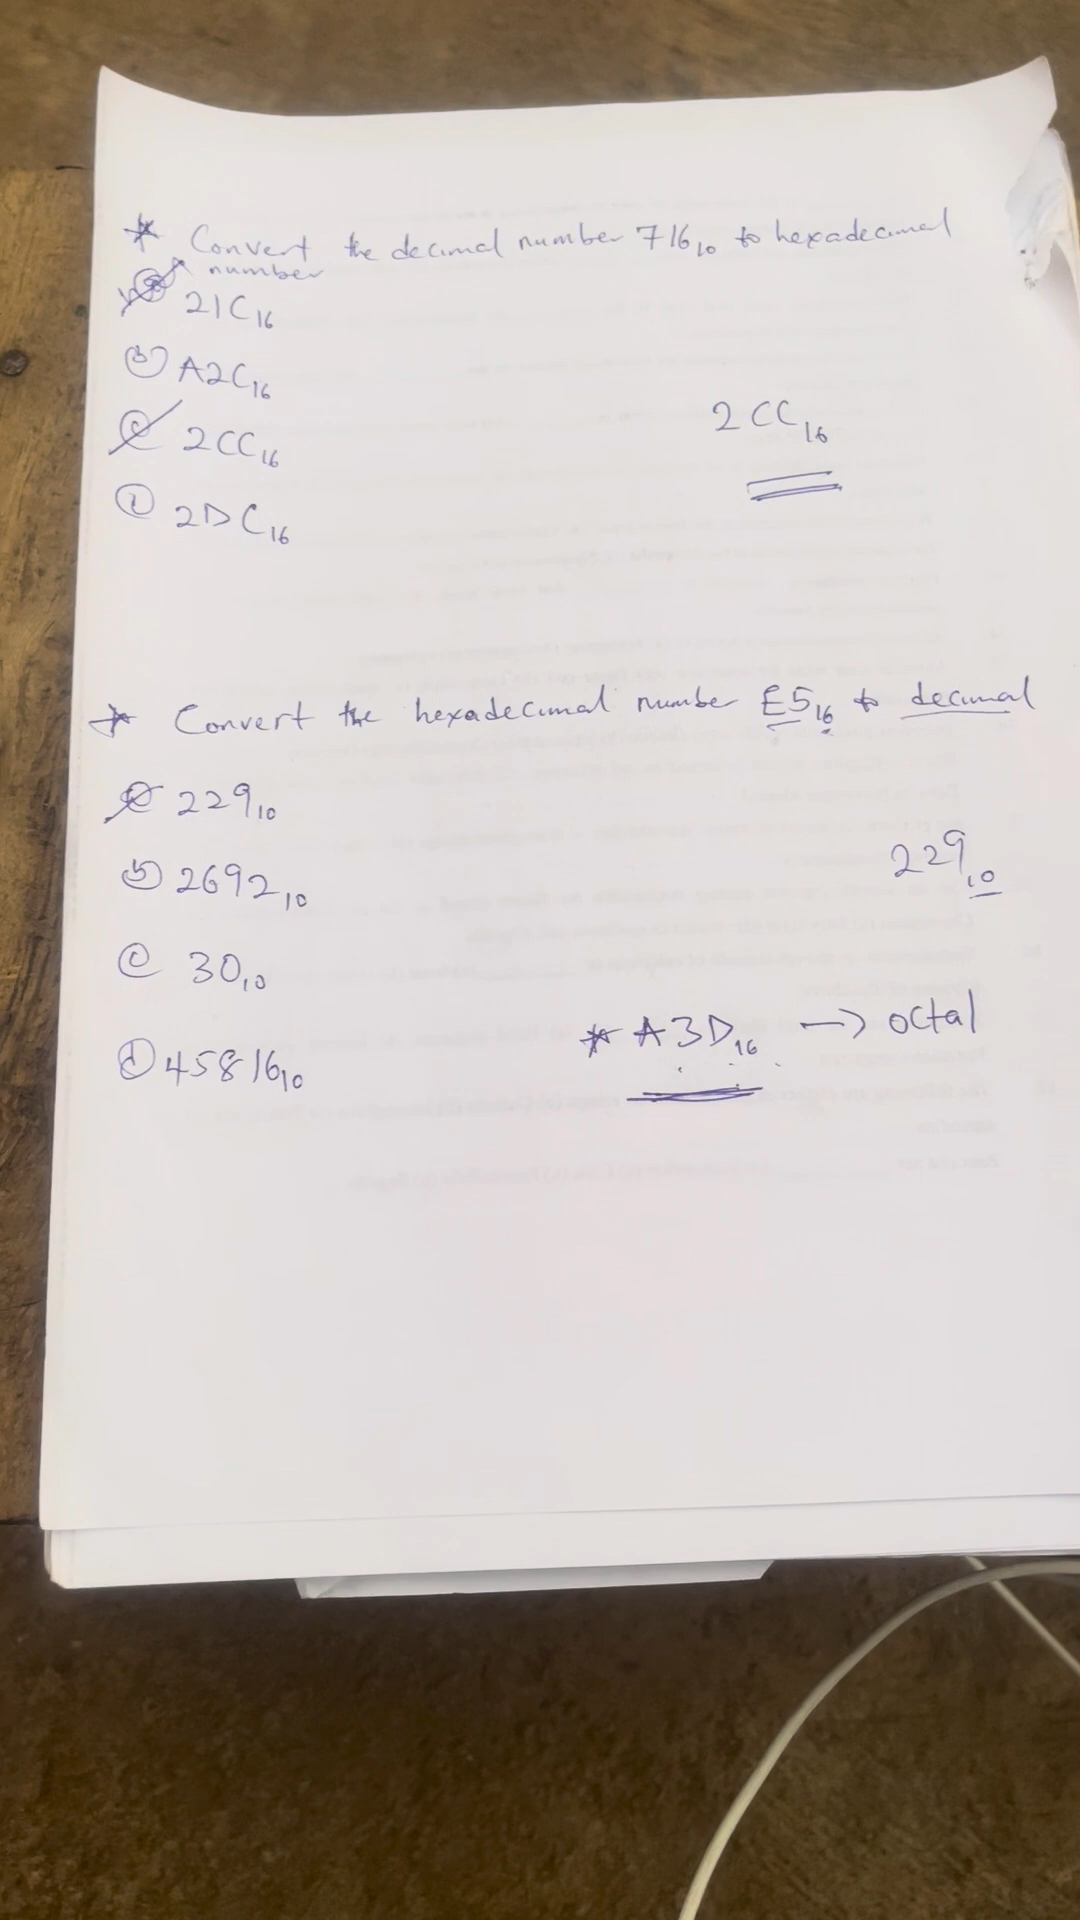 * Convert the decimal number 716₁₀ to hexadecimal
number
ⓐ 21C₁₆
ⓑ A2C₁₆
ⓒ 2CC₁₆
2CC₁₆
ⓓ 2DC₁₆
* Convert the hexadecimal number E5₁₆ to decimal
ⓐ 229₁₀
ⓑ 2692₁₀
229₁₀
ⓒ 30₁₀
* A3D₁₆ → octal
ⓓ 45816₁₀